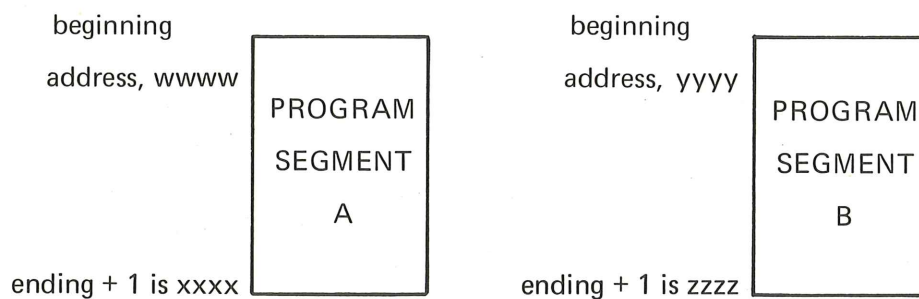 beginning
address, wwww
PROGRAM
SEGMENT
A
ending + 1 is xxxx
beginning
address, yyyy
PROGRAM
SEGMENT
B
ending + 1 is zzzz